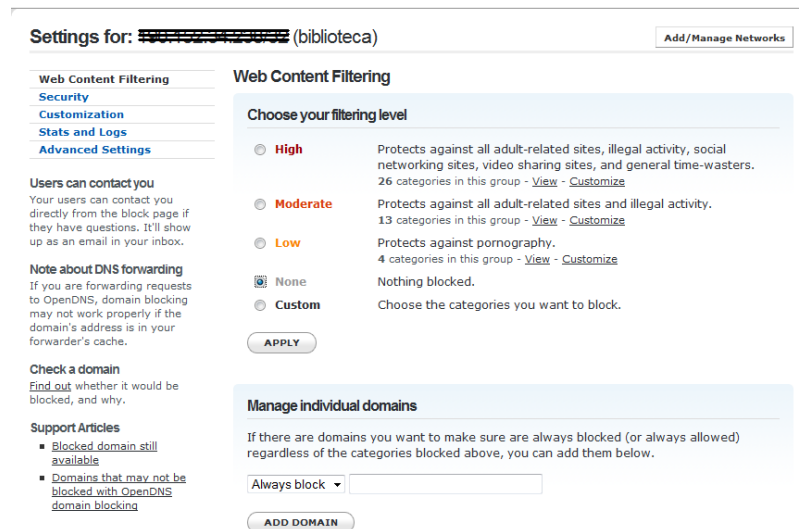 Settings for: (biblioteca)
Add/Manage Networks
Web Content Filtering
Security
Customization
Stats and Logs
Advanced Settings
Users can contact you
Your users can contact you
directly from the block page if
they have questions. It'll show
up as an email in your inbox.
Note about DNS forwarding
If you are forwarding requests
to OpenDNS, domain blocking
may not work properly if the
domain's address is in your
forwarder's cache.
Check a domain
Find out whether it would be
blocked, and why.
Support Articles
Blocked domain still
available
Domains that may not be
blocked with OpenDNS
domain blocking
Web Content Filtering
Choose your filtering level
High
Protects against all adult-related sites, illegal activity, social
networking sites, video sharing sites, and general time-wasters.
26 categories in this group - View - Customize
Moderate
Protects against all adult-related sites and illegal activity.
13 categories in this group - View - Customize
Low
Protects against pornography.
4 categories in this group - View - Customize
None
Nothing blocked.
Custom
Choose the categories you want to block.
APPLY
Manage individual domains
If there are domains you want to make sure are always blocked (or always allowed)
regardless of the categories blocked above, you can add them below.
Always block
ADD DOMAIN